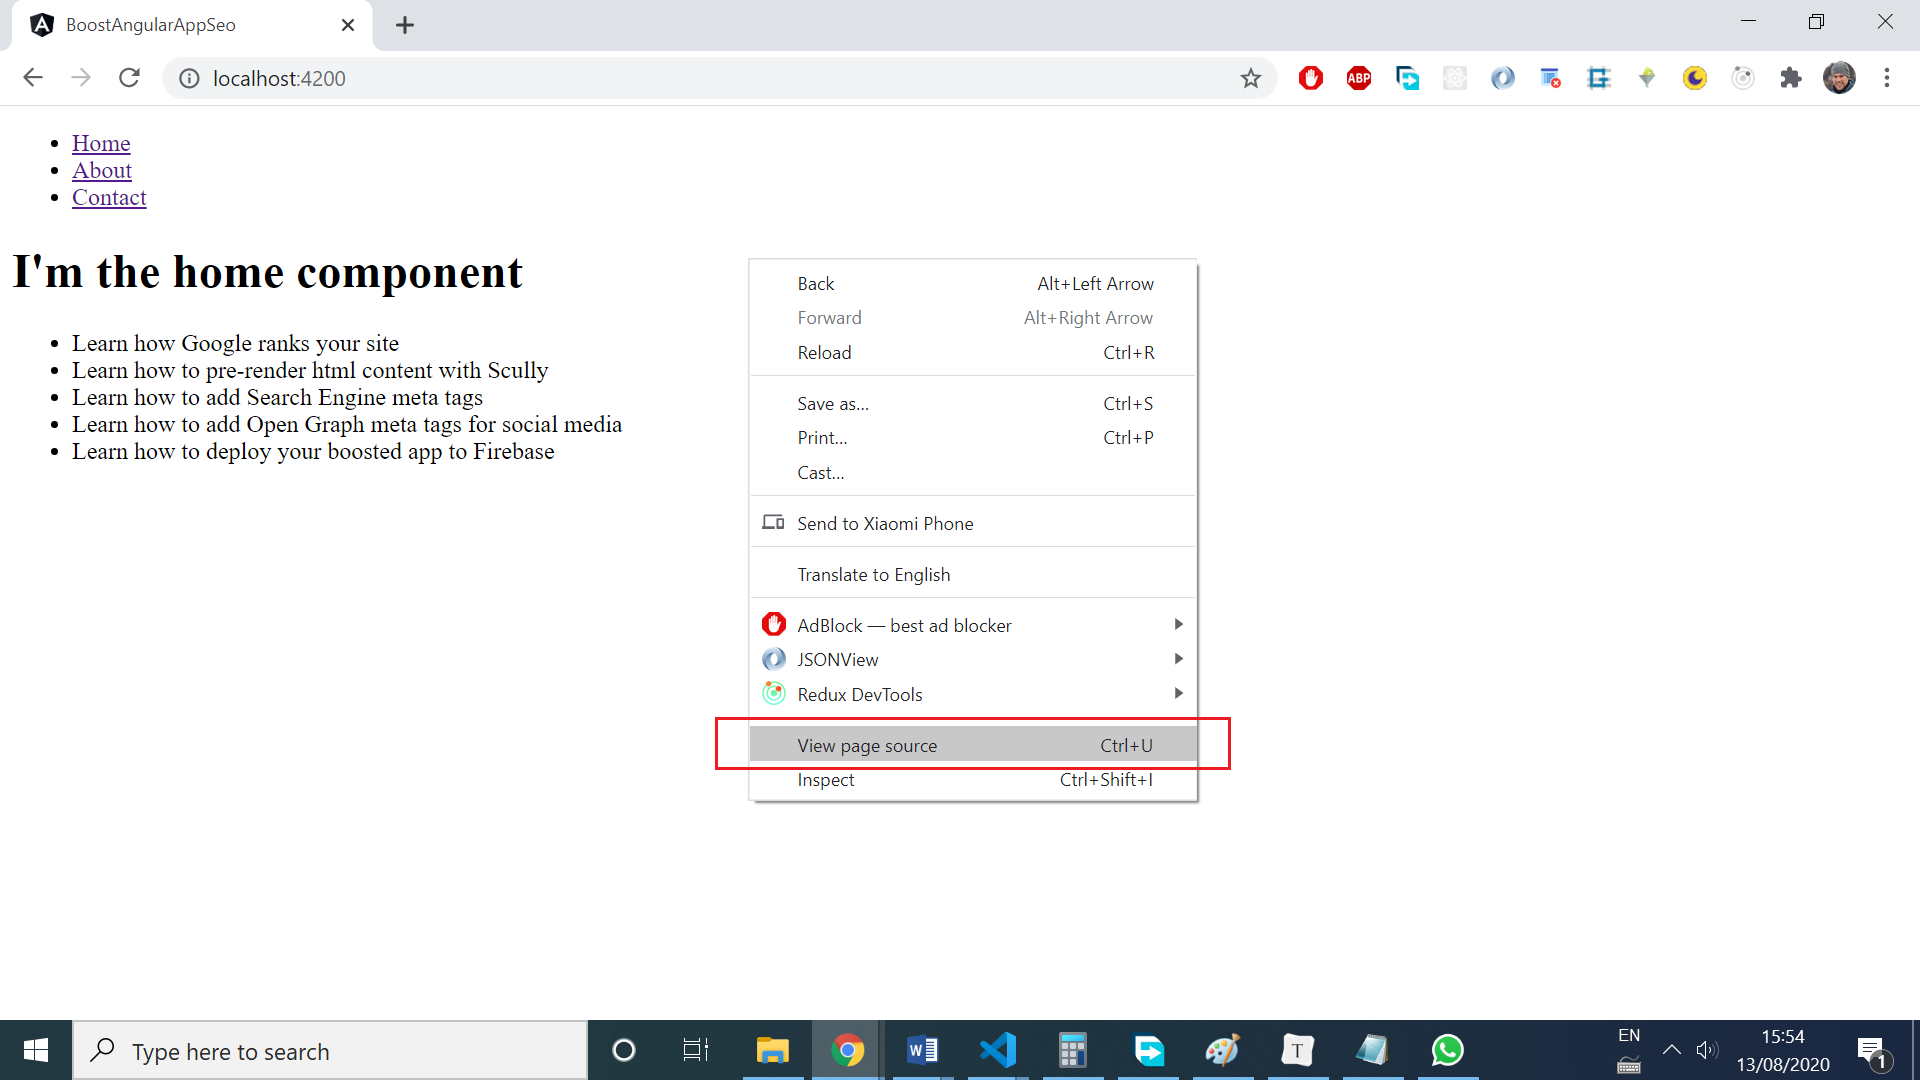 BoostAngularAppSeo
localhost:4200
ABP
Home
About
Contact
I'm the home component
Learn how Google ranks your site
Learn how to pre-render html content with Scully
Learn how to add Search Engine meta tags
Learn how to add Open Graph meta tags for social media
Learn how to deploy your boosted app to Firebase
Back Alt+Left Arrow
Forward Alt+Right Arrow
Reload Ctrl+R
Save as... Ctrl+S
Print... Ctrl+P
Cast...
Send to Xiaomi Phone
Translate to English
AdBlock — best ad blocker
JSONView
Redux DevTools
View page source Ctrl+U
Inspect Ctrl+Shift+I
Type here to search
W
T
EN
15:54
13/08/2020
1